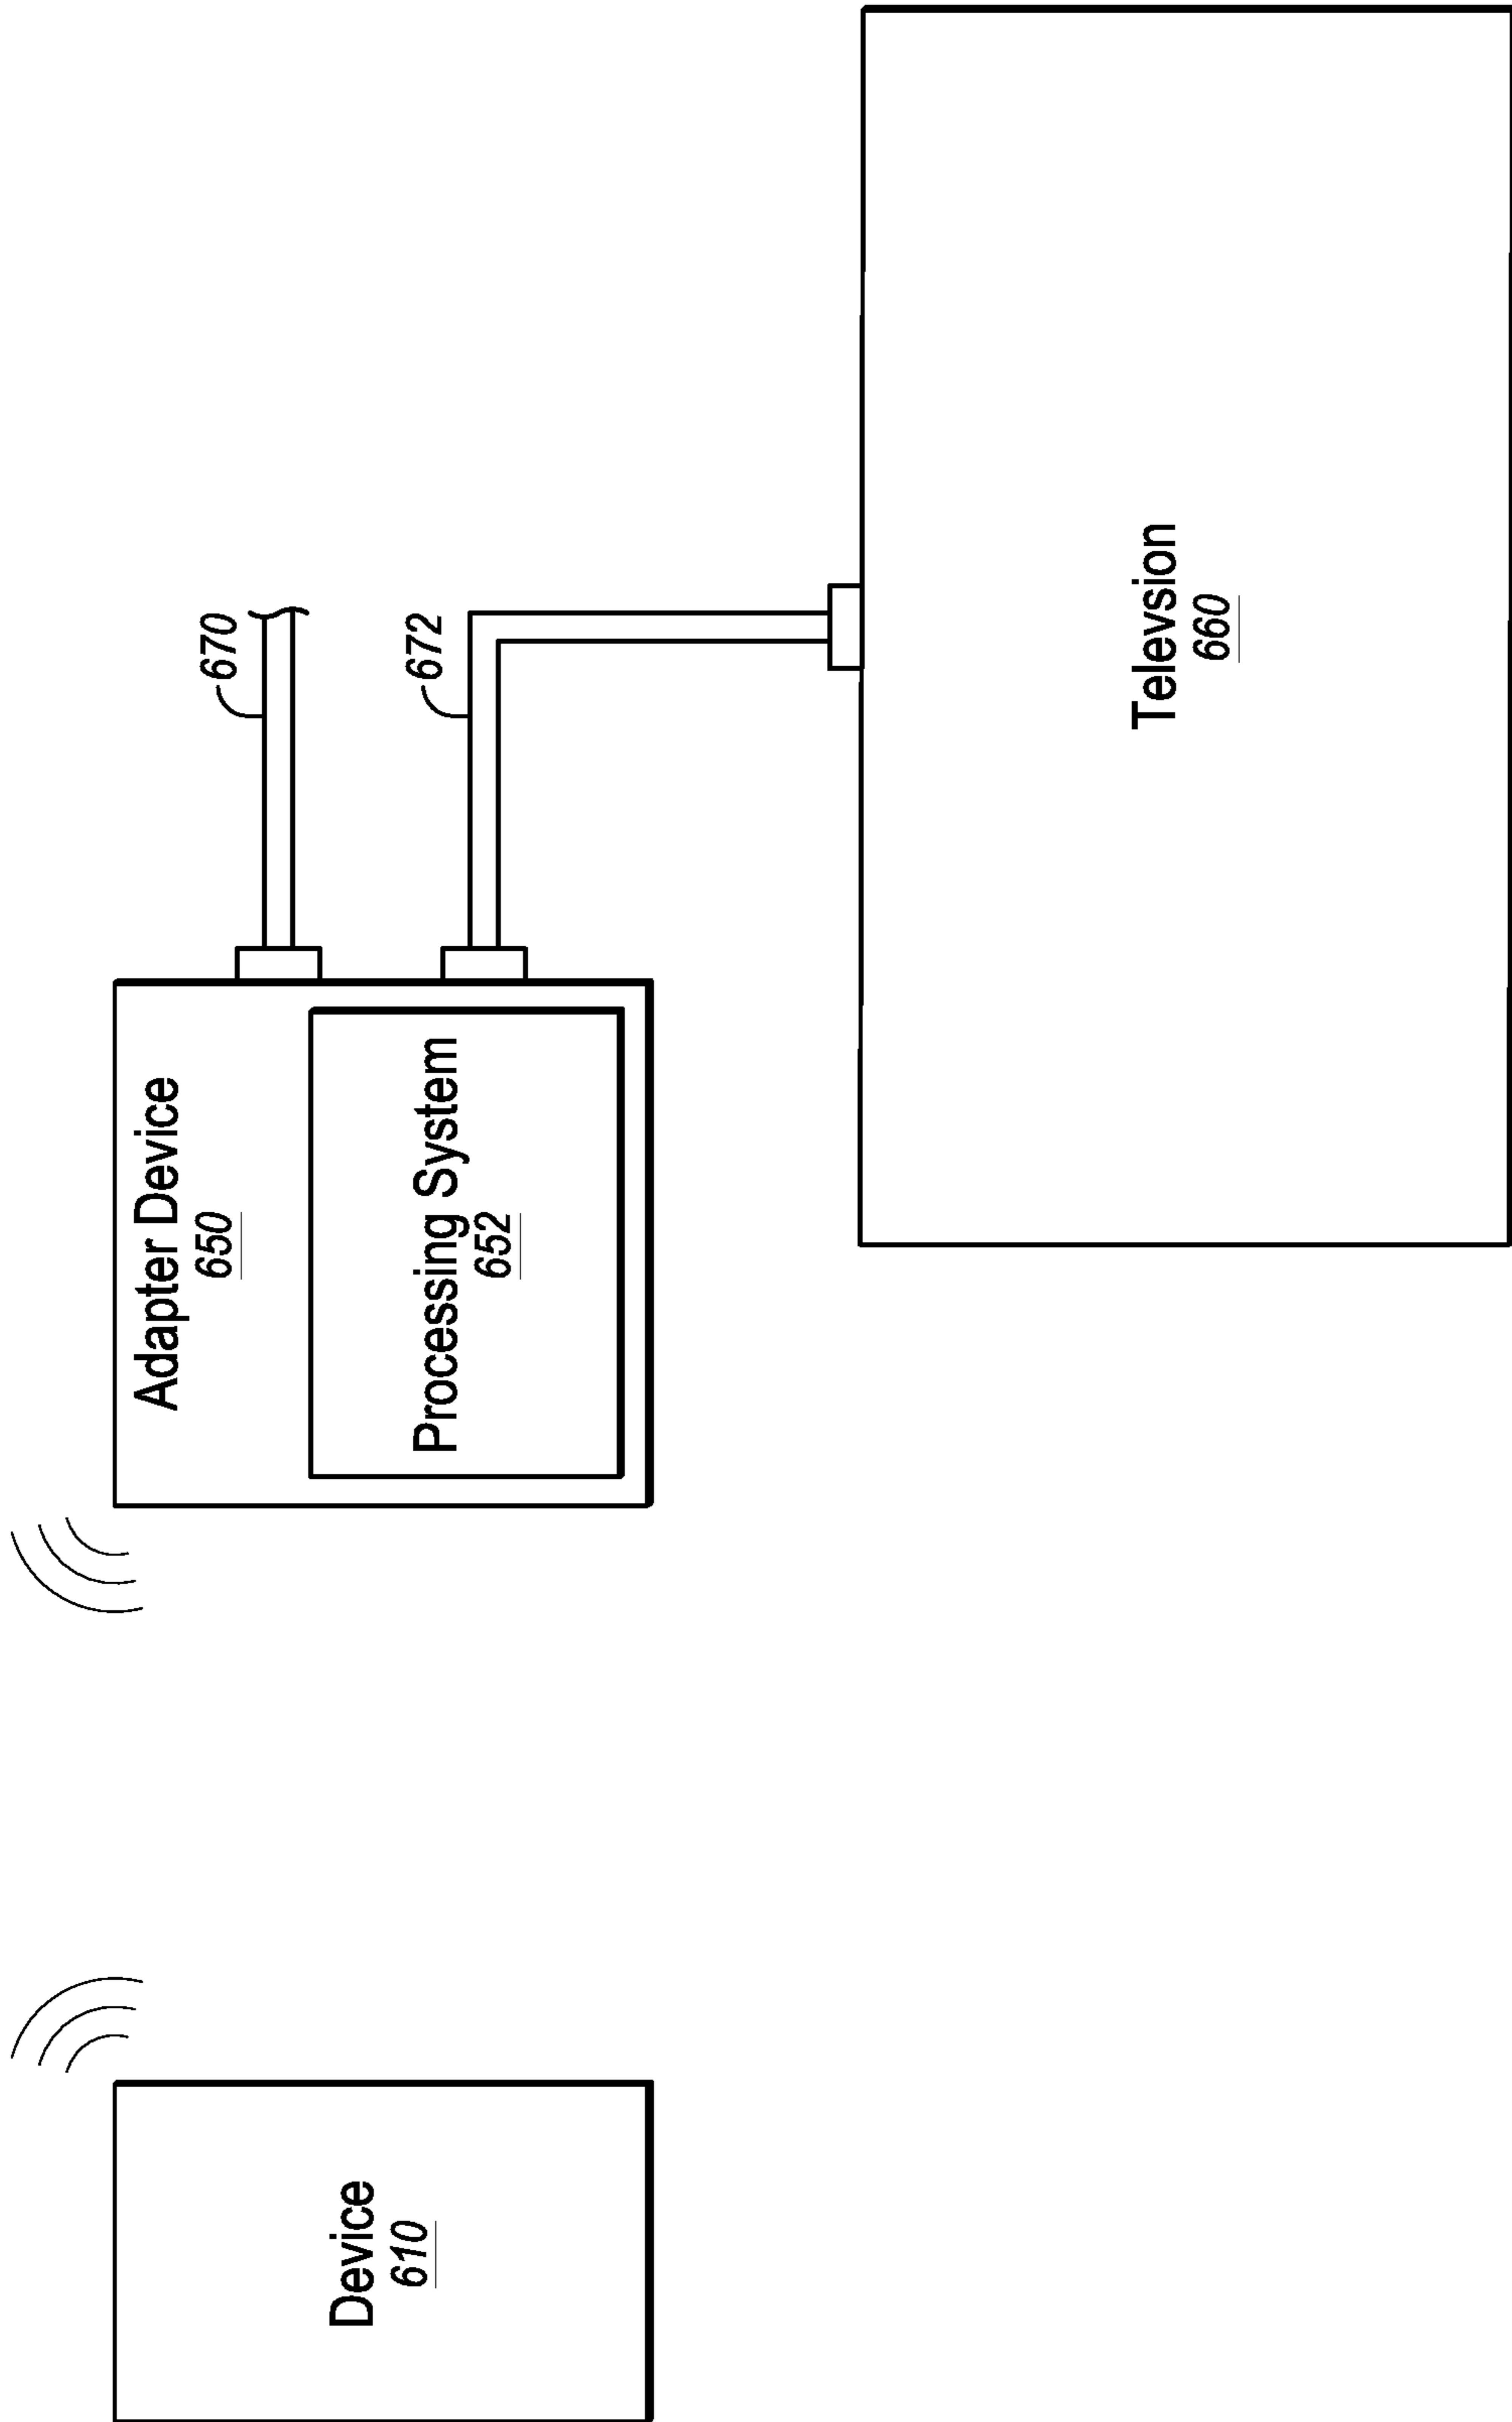 Device
610
Adapter Device
650
Processing System
652
670
672
Televsion
660